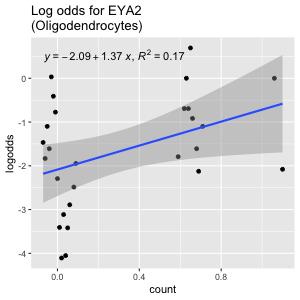 Log odds for EYA2
(Oligodendrocytes)
y = −2.09 + 1.37 x, R² = 0.17
0
-1
-2
-3
-4
logodds
0.0 0.4 0.8
count